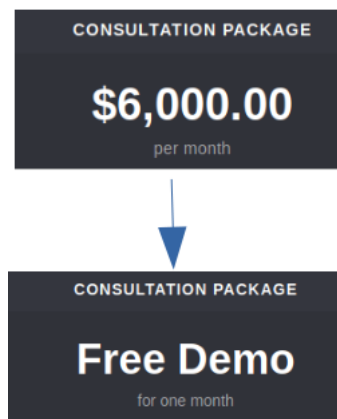 CONSULTATION PACKAGE
$6,000.00
per month
CONSULTATION PACKAGE
Free Demo
for one month